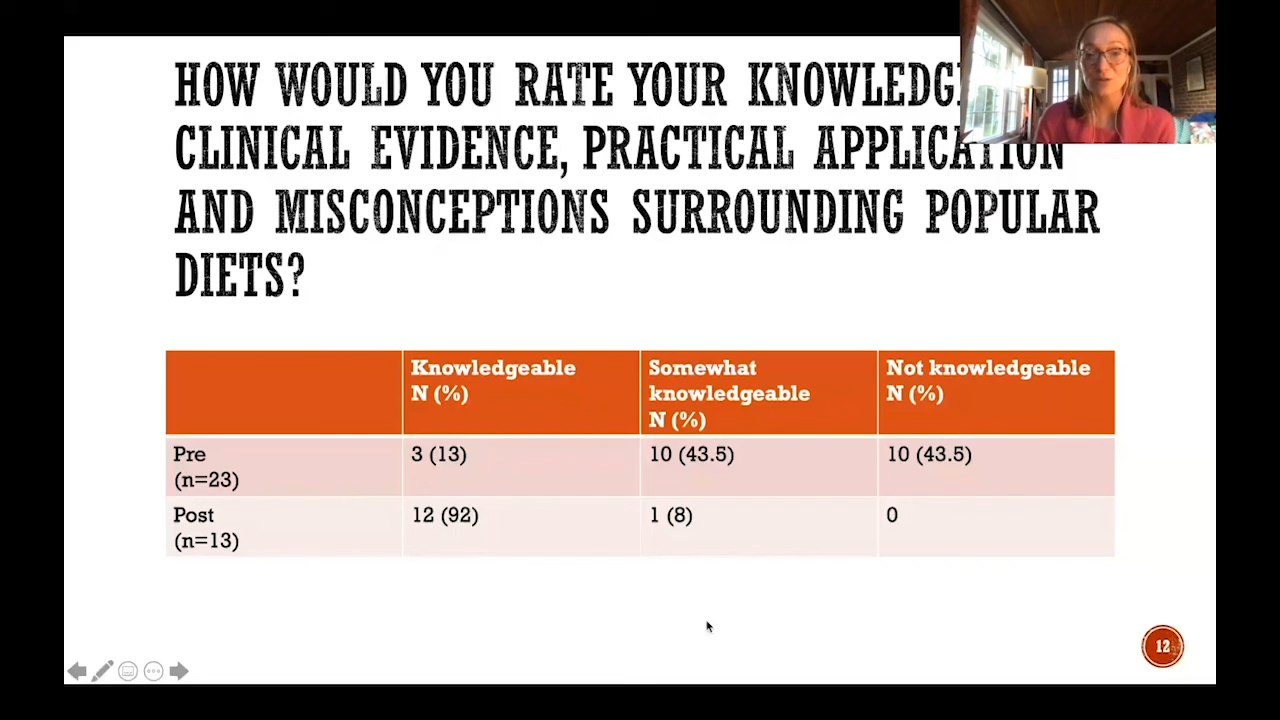 HOW WOULD YOU RATE YOUR KNOWLEDG
CLINICAL EVIDENCE, PRACTICAL APPLICATION
AND MISCONCEPTIONS SURROUNDING POPULAR
DIETS?
Knowledgeable
N (%)
Somewhat
knowledgeable
N (%)
Not knowledgeable
N (%)
Pre
(n=23)
3 (13)
10 (43.5)
10 (43.5)
Post
(n=13)
12 (92)
1 (8)
0
12